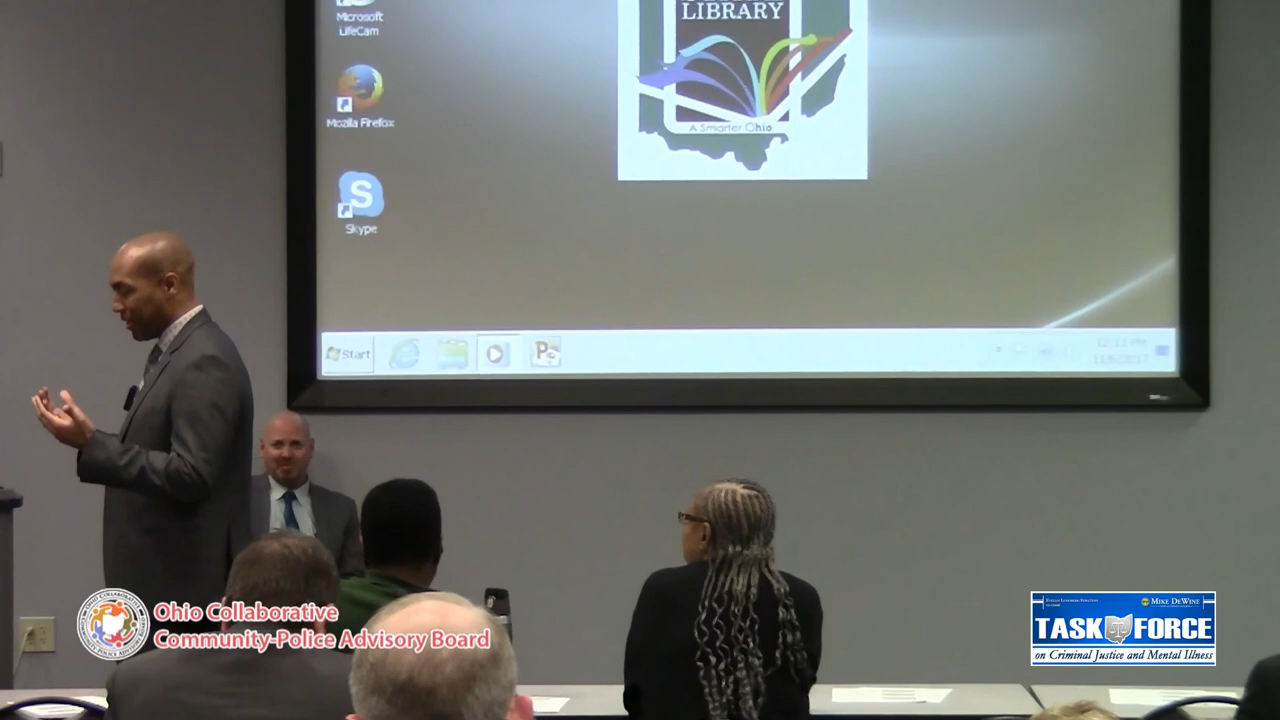 LIBRARY
Microsoft
LifeCam
A Smarter Ohio
Mozilla Firefox
S
Skype
Start
P
Ohio Collaborative
Community-Police Advisory Board
MIKE DEWINE
TASK FORCE
on Criminal Justice and Mental Illness